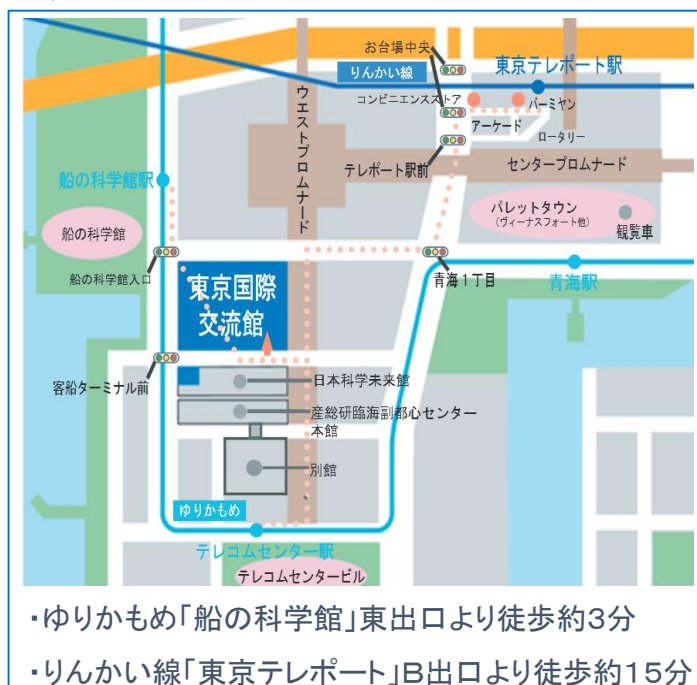 お台場中央
りんかい線
東京テレポート駅
コンビニエンスストア
バーミヤン
アーケード
ロータリー
ウエストプロムナード
テレポート駅前
センタープロムナード
船の科学館駅
パレットタウン
（ヴィーナスフォート他）
観覧車
船の科学館
船の科学館入口
青海1丁目
青海駅
東京国際
交流館
客船ターミナル前
日本科学未来館
産総研臨海副都心センター
本館
別館
ゆりかもめ
テレコムセンター駅
テレコムセンタービル
・ゆりかもめ「船の科学館」東出口より徒歩約3分
・りんかい線「東京テレポート」B出口より徒歩約15分